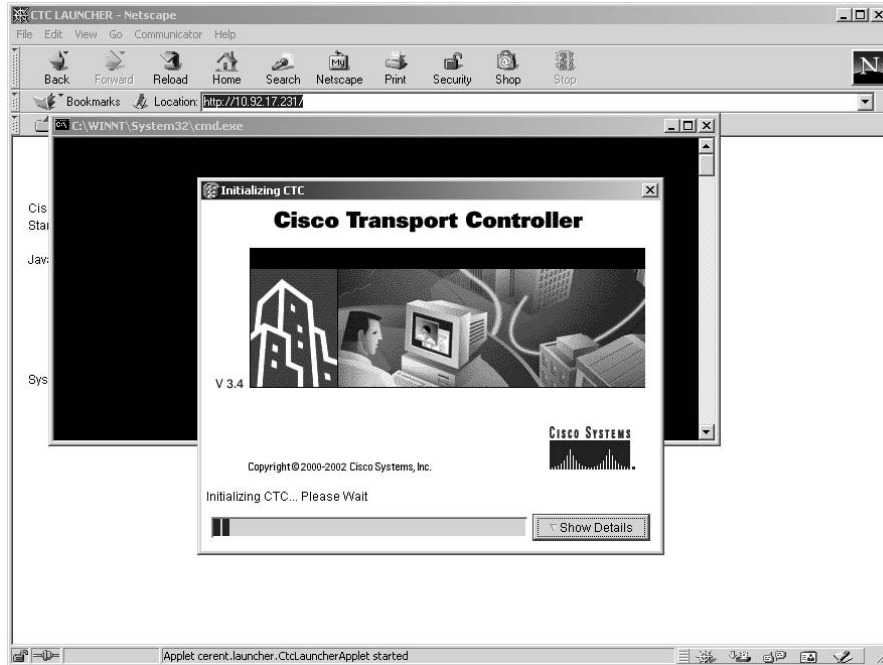 CTC LAUNCHER - Netscape
File Edit View Go Communicator Help
Back Forward Reload Home Search Netscape Print Security Shop Stop
My
N
Bookmarks Location: http://10.92.17.231/
C:\WINNT\System32\cmd.exe
Initializing CTC
Cisco Transport Controller
Cis
Star
Java
Sys
V 3.4
CISCO SYSTEMS
Copyright © 2000-2002 Cisco Systems, Inc.
Initializing CTC... Please Wait
Show Details
Applet cerent.launcher.CtcLauncherApplet started